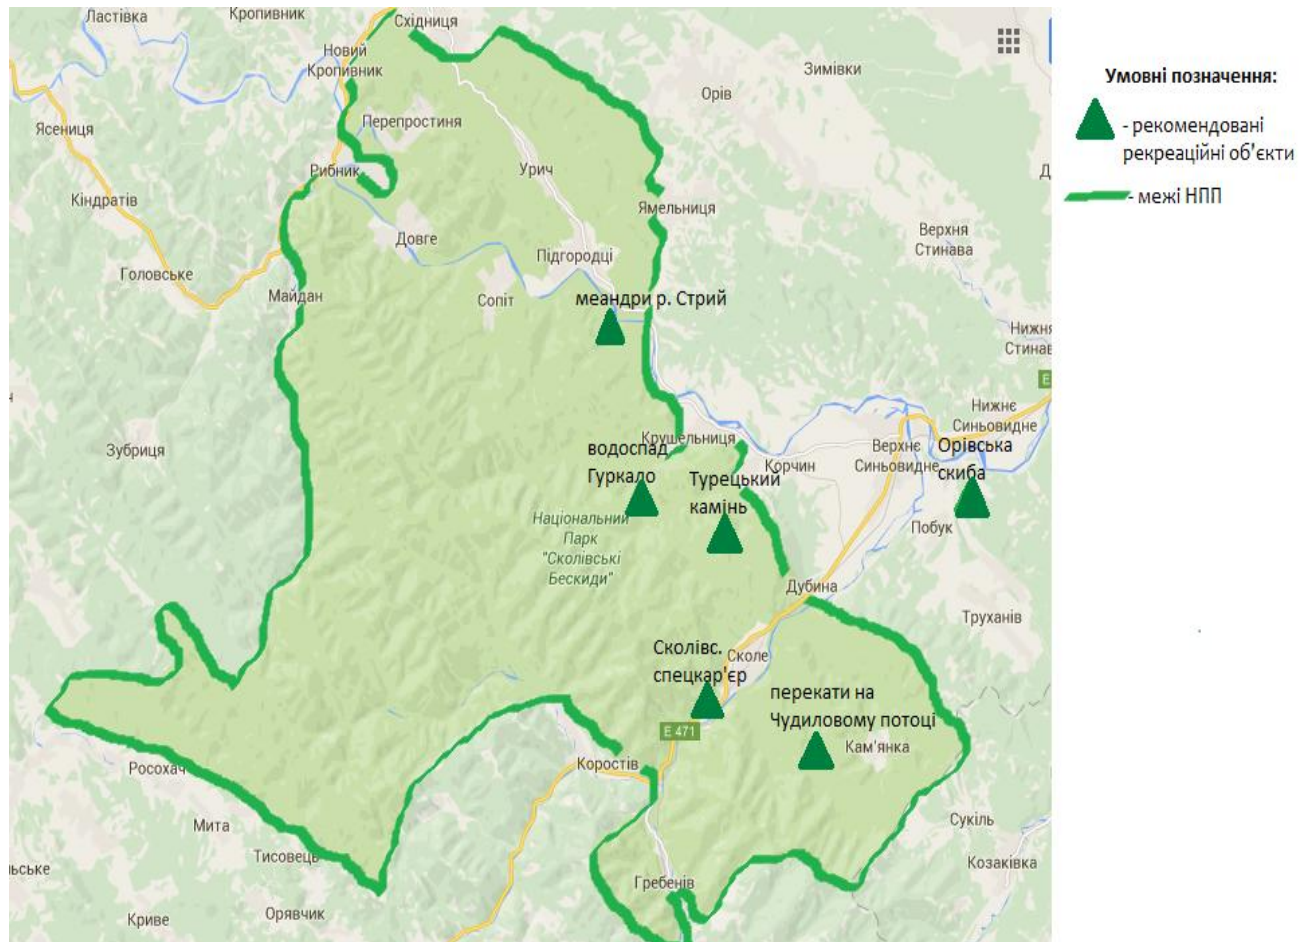 Ластівка
Кропивник
Східниця
Новий
Кропивник
Зимівки
Орів
Перепростиня
Ясениця
Урич
Рибник
Кіндратів
Ямельниця
Верхня
Стинава
Довге
Підгородці
Головське
Майдан
Сопіт
меандри р. Стрий
Нижня
Стинав
E
Нижнє
Синьовидне
Зубриця
Крушельниця
водоспад
Гуркало
Корчин
Верхнє
Синьовидне
Орівська
скиба
Турецький
камінь
Національний
Парк
"Сколівські
Бескиди"
Побук
Дубина
Труханів
Сколівс.
спецкар'єр
Сколе
перекати на
Чудиловому потоці
E 471
Кам'янка
Коростів
Росохач
Мита
Тисовець
Сукіль
Козаківка
ьське
Гребенів
Криве
Орявчик
Д
Умовні позначення:
- рекомендовані
рекреаційні об'єкти
- межі НПП